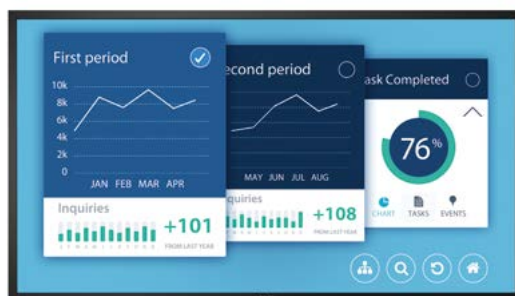 First period
10k
8k
6k
4k
2k
0
JAN FEB MAR APR
Inquiries
+101
FROM LAST YEAR
econd period
MAY JUN JUL AUG
quiries
+108
FROM LAST YEAR
ask Completed
76%
CHART TASKS EVENTS